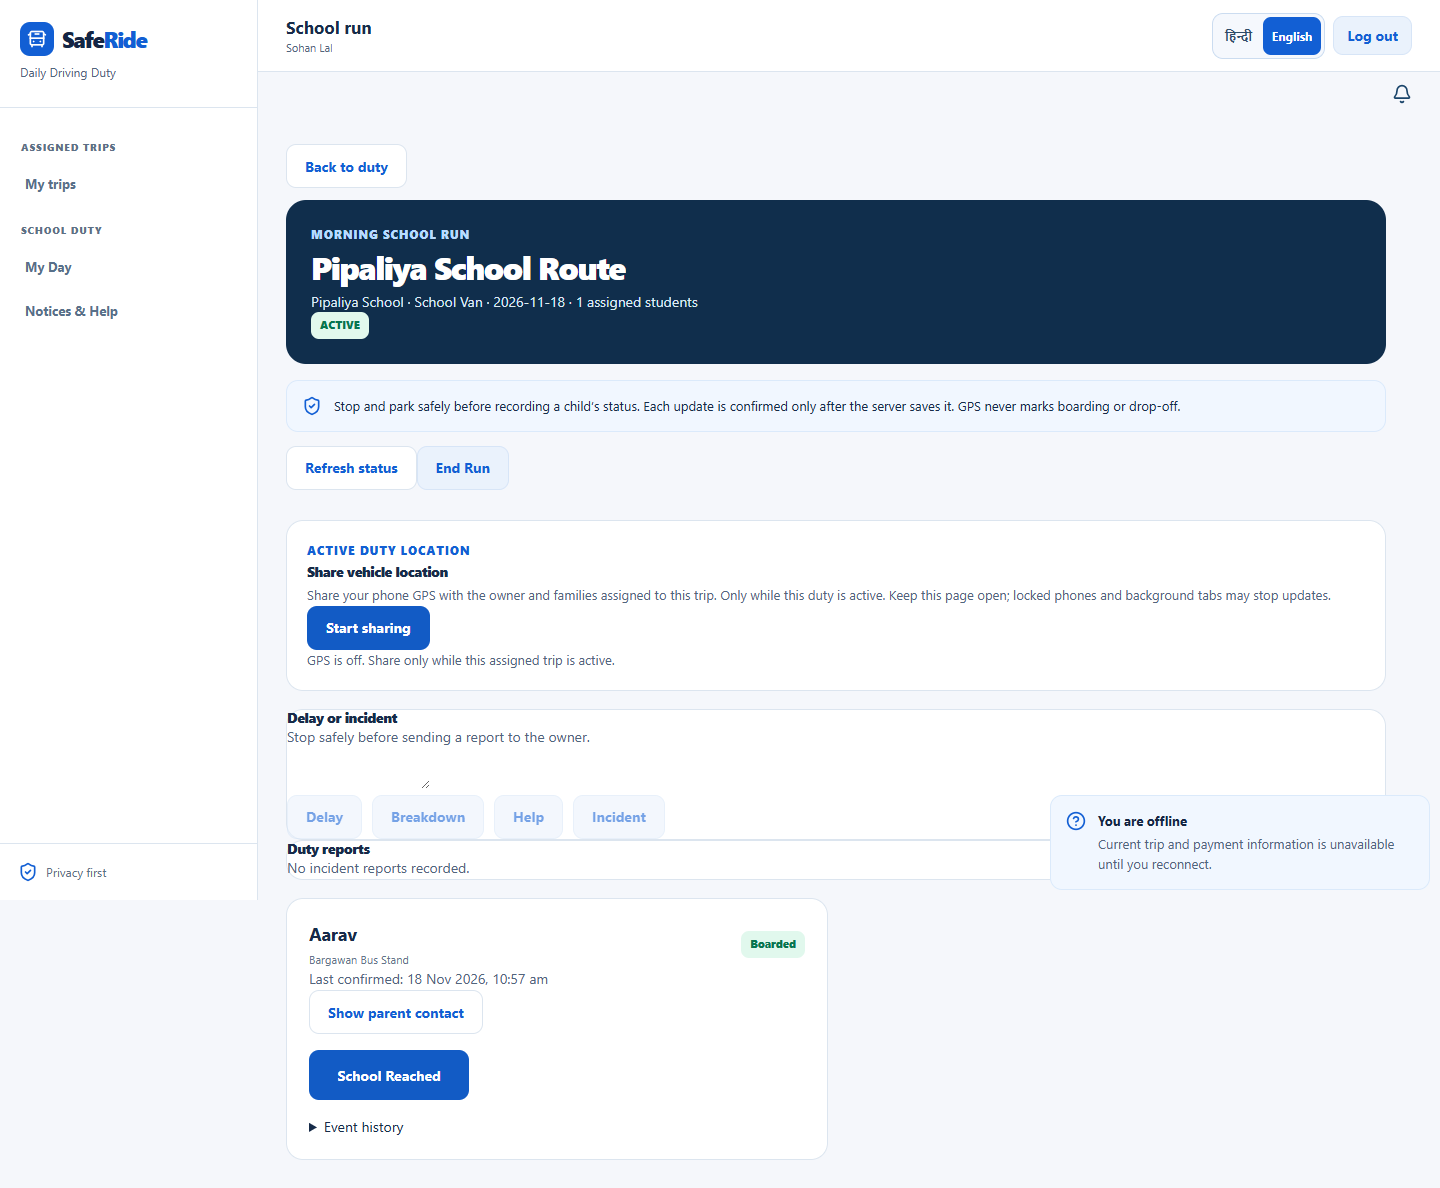 SafeRide
Daily Driving Duty
ASSIGNED TRIPS
My trips
SCHOOL DUTY
My Day
Notices & Help
Privacy first
School run
Sohan Lal
हिन्दी
English
Log out
Back to duty
MORNING SCHOOL RUN
Pipaliya School Route
Pipaliya School · School Van · 2026-11-18 · 1 assigned students
ACTIVE
Stop and park safely before recording a child's status. Each update is confirmed only after the server saves it. GPS never marks boarding or drop-off.
Refresh status
End Run
ACTIVE DUTY LOCATION
Share vehicle location
Share your phone GPS with the owner and families assigned to this trip. Only while this duty is active. Keep this page open; locked phones and background tabs may stop updates.
Start sharing
GPS is off. Share only while this assigned trip is active.
Delay or incident
Stop safely before sending a report to the owner.
Delay
Breakdown
Help
Incident
Duty reports
No incident reports recorded.
You are offline
Current trip and payment information is unavailable
until you reconnect.
Aarav
Boarded
Bargawan Bus Stand
Last confirmed: 18 Nov 2026, 10:57 am
Show parent contact
School Reached
Event history